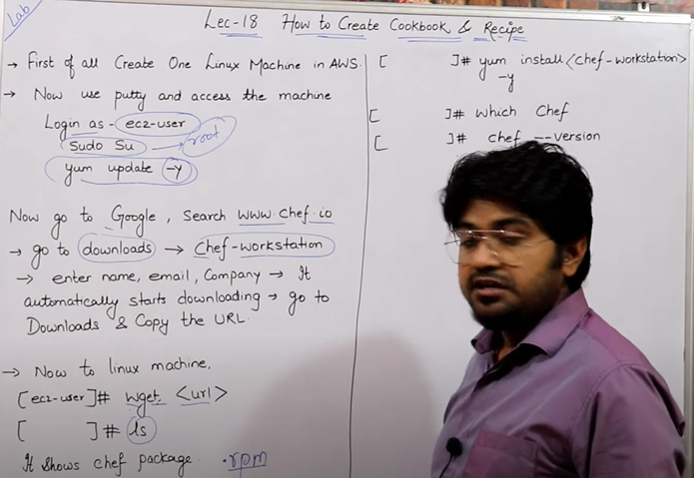 Lab
Lec-18 How to Create Cookbook & Recipe
→ First of all Create One Linux Machine in AWS.
→ Now use putty and access the machine
Login as - ec2-user
Sudo Su → root
yum update -y
Now go to Google, Search www.chef.io
→ go to downloads → Chef-workstation
→ enter name, email, Company → It
automatically starts downloading → go to
Downloads & Copy the URL.
→ Now to linux machine.
[ec2-user]# wget <url>
[ ]# ls
It shows chef package. .rpm
[ ]# yum install <chef-workstation>
-y
[ ]# which Chef
[ ]# chef --version